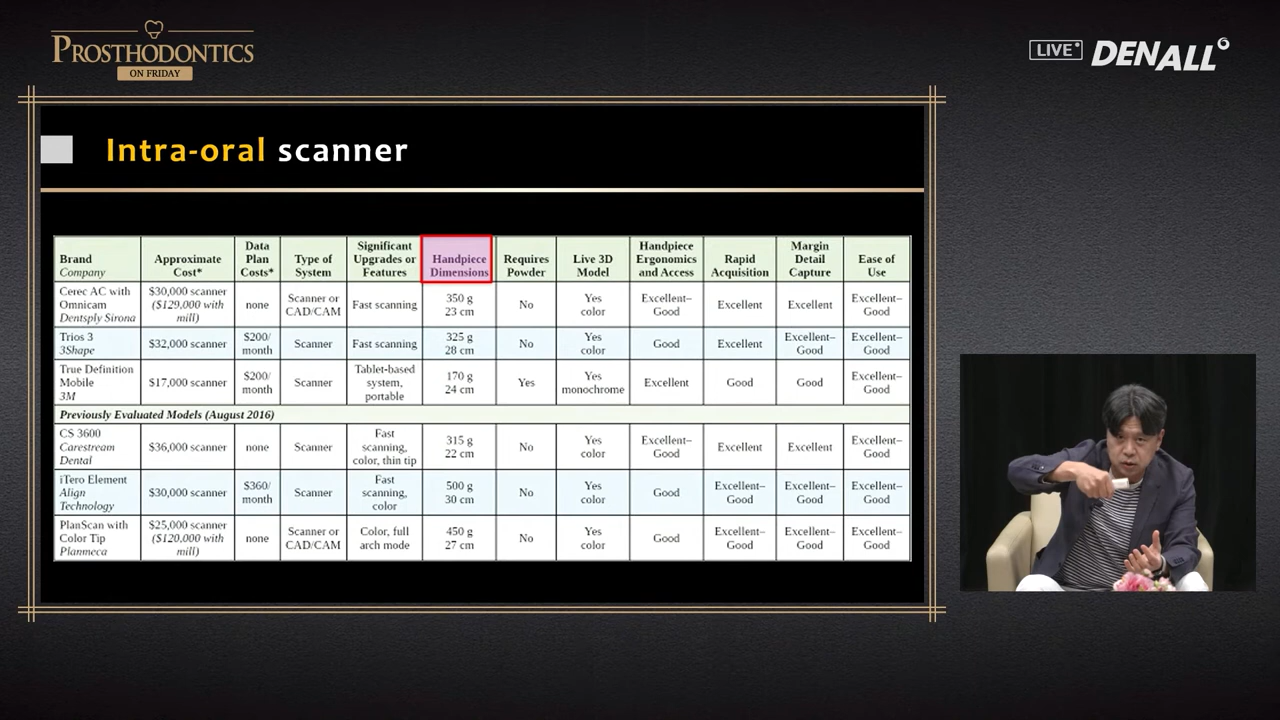 PROSTHODONTICS
ON FRIDAY
LIVE
DENALL
Intra-oral scanner
Brand
Company
Approximate
Cost*
Data
Plan
Costs*
Type of
System
Significant
Upgrades or
Features
Handpiece
Dimensions
Requires
Powder
Live 3D
Model
Handpiece
Ergonomics
and Access
Rapid
Acquisition
Margin
Detail
Capture
Ease of
Use
Cerec AC with
Omnicam
Dentsply Sirona
$30,000 scanner
($129,000 with
mill)
none
Scanner or
CAD/CAM
Fast scanning
350 g
23 cm
No
Yes
color
Excellent–
Good
Excellent
Excellent
Excellent–
Good
Trios 3
3Shape
$32,000 scanner
$200/
month
Scanner
Fast scanning
325 g
28 cm
No
Yes
color
Good
Excellent
Excellent–
Good
Excellent–
Good
True Definition
Mobile
3M
$17,000 scanner
$200/
month
Scanner
Tablet-based
system,
portable
170 g
24 cm
Yes
Yes
monochrome
Excellent
Good
Good
Excellent–
Good
Previously Evaluated Models (August 2016)
CS 3600
Carestream
Dental
$36,000 scanner
none
Scanner
Fast
scanning,
color, thin tip
315 g
22 cm
No
Yes
color
Excellent–
Good
Excellent
Excellent
Excellent–
Good
iTero Element
Align
Technology
$30,000 scanner
$360/
month
Scanner
Fast
scanning,
color
500 g
30 cm
No
Yes
color
Good
Excellent–
Good
Excellent–
Good
Excellent–
Good
PlanScan with
Color Tip
Planmeca
$25,000 scanner
($120,000 with
mill)
none
Scanner or
CAD/CAM
Color, full
arch mode
450 g
27 cm
No
Yes
color
Good
Excellent–
Good
Excellent–
Good
Excellent–
Good